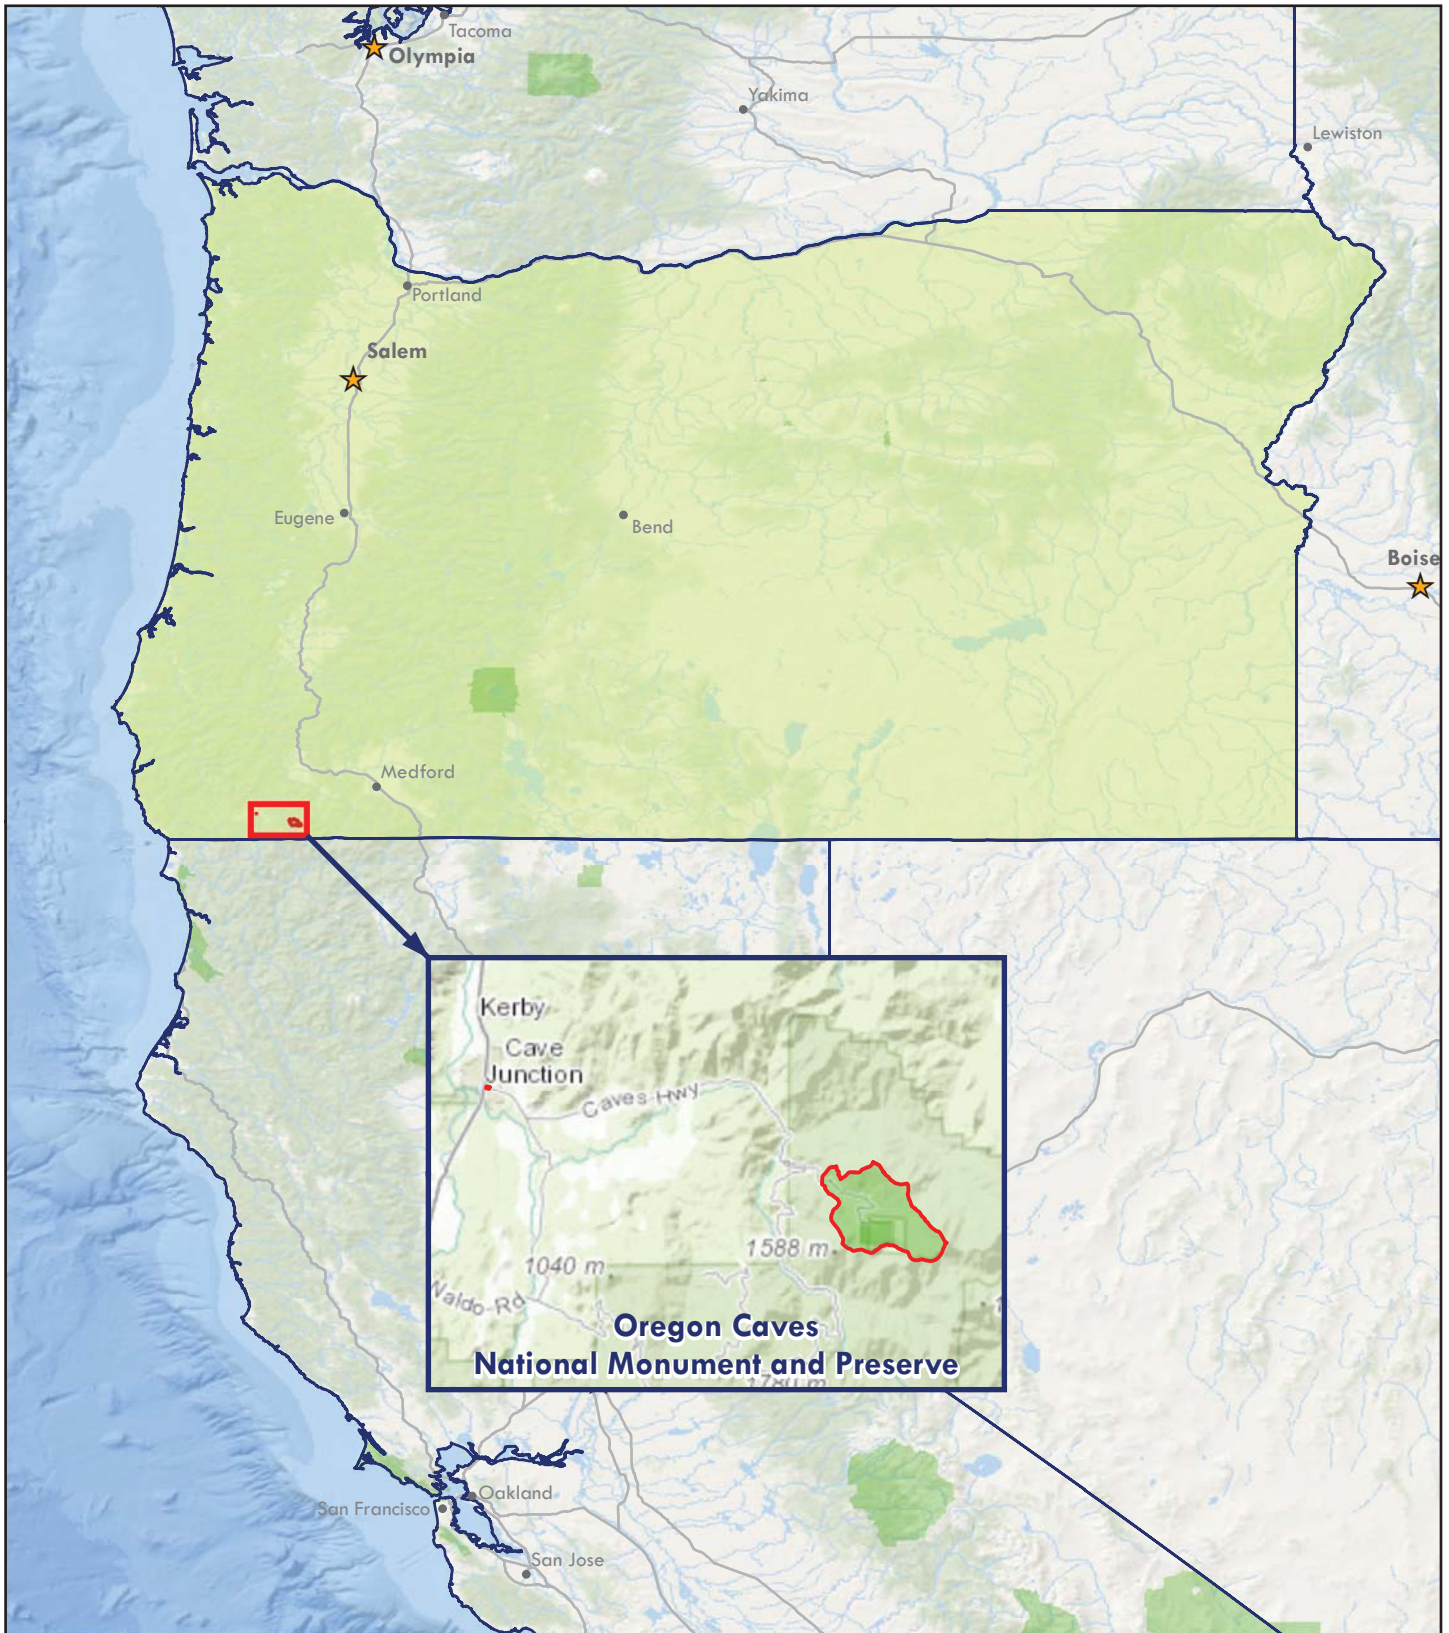 Tacoma
Olympia
Yakima
Lewiston
Portland
Salem
Eugene
Bend
Boise
Medford
Kerby
Cave
Junction
Caves Hwy
1588 m
1040 m
Waldo Rd
Oregon Caves
National Monument and Preserve
1780 m
Oakland
San Francisco
San Jose